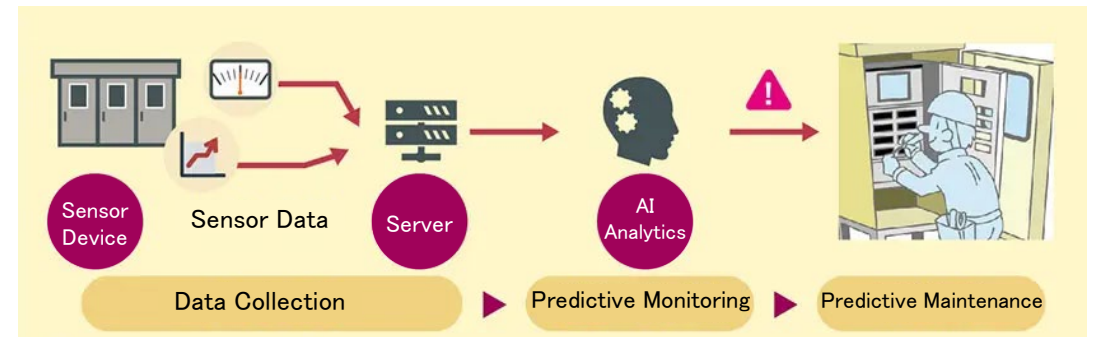 Sensor
Device
Sensor Data
Server
AI
Analytics
Data Collection
Predictive Monitoring
Predictive Maintenance